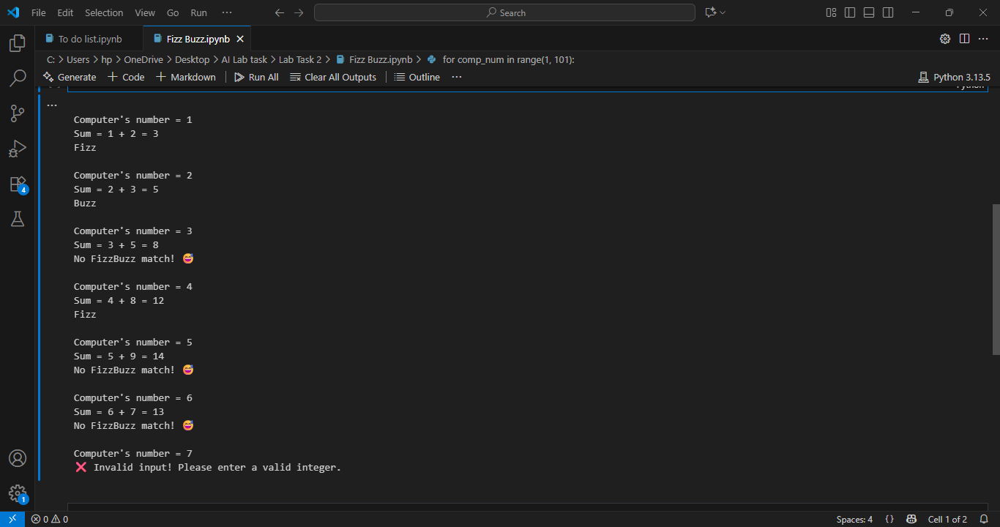 File Edit Selection View Go Run ··· Search
To do list.ipynb Fizz Buzz.ipynb
C: > Users > hp > OneDrive > Desktop > AI Lab task > Lab Task 2 > Fizz Buzz.ipynb > for comp_num in range(1, 101):
Generate + Code + Markdown Run All Clear All Outputs Outline ··· Python 3.13.5
Python
...
Computer's number = 1
Sum = 1 + 2 = 3
Fizz
Computer's number = 2
Sum = 2 + 3 = 5
Buzz
Computer's number = 3
Sum = 3 + 5 = 8
No FizzBuzz match! 😅
Computer's number = 4
Sum = 4 + 8 = 12
Fizz
Computer's number = 5
Sum = 5 + 9 = 14
No FizzBuzz match! 😅
Computer's number = 6
Sum = 6 + 7 = 13
No FizzBuzz match! 😅
Computer's number = 7
❌ Invalid input! Please enter a valid integer.
4
1
0 0 Spaces: 4 {} Cell 1 of 2